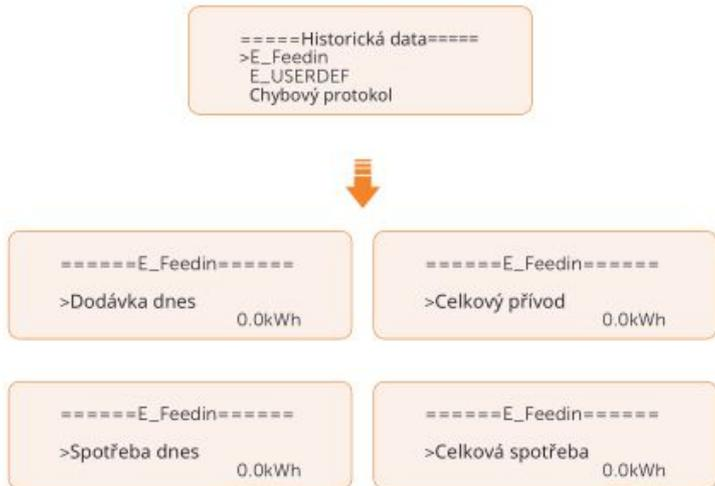 =====Historická data=====
>E_Feedin
E_USERDEF
Chybový protokol
======E_Feedin======
>Dodávka dnes
0.0kWh
======E_Feedin======
>Celkový přívod
0.0kWh
======E_Feedin======
>Spotřeba dnes
0.0kWh
======E_Feedin======
>Celková spotřeba
0.0kWh